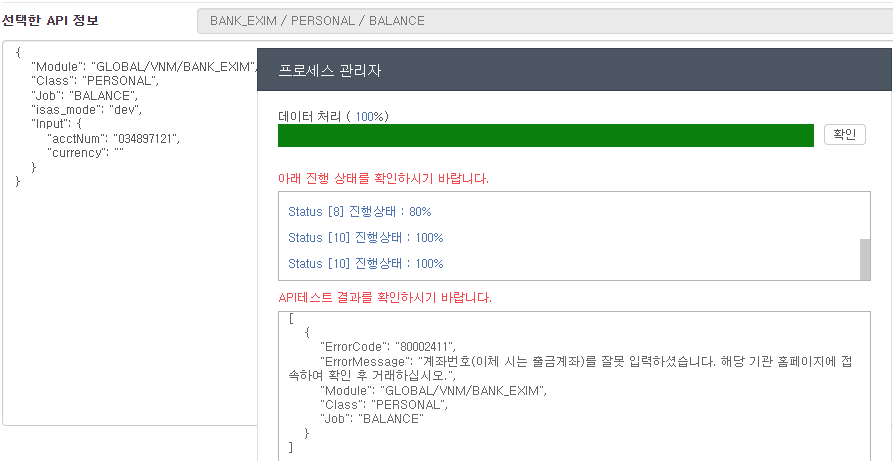 선택한 API 정보
BANK_EXIM / PERSONAL / BALANCE
{
"Module": "GLOBAL/VNM/BANK_EXIM",
"Class": "PERSONAL",
"Job": "BALANCE",
"isas_mode": "dev",
"Input": {
"acctNum": "034897121",
"currency": ""
}
}
프로세스 관리자
데이터 처리 ( 100%)
확인
아래 진행 상태를 확인하시기 바랍니다.
Status [8] 진행상태 : 80%
Status [10] 진행상태 : 100%
Status [10] 진행상태 : 100%
API테스트 결과를 확인하시기 바랍니다.
[
{
"ErrorCode": "80002411",
"ErrorMessage": "계좌번호(이체 시는 출금계좌)를 잘못 입력하셨습니다. 해당 기관 홈페이지에 접
속하여 확인 후 거래하십시오.",
"Module": "GLOBAL/VNM/BANK_EXIM",
"Class": "PERSONAL",
"Job": "BALANCE"
}
]